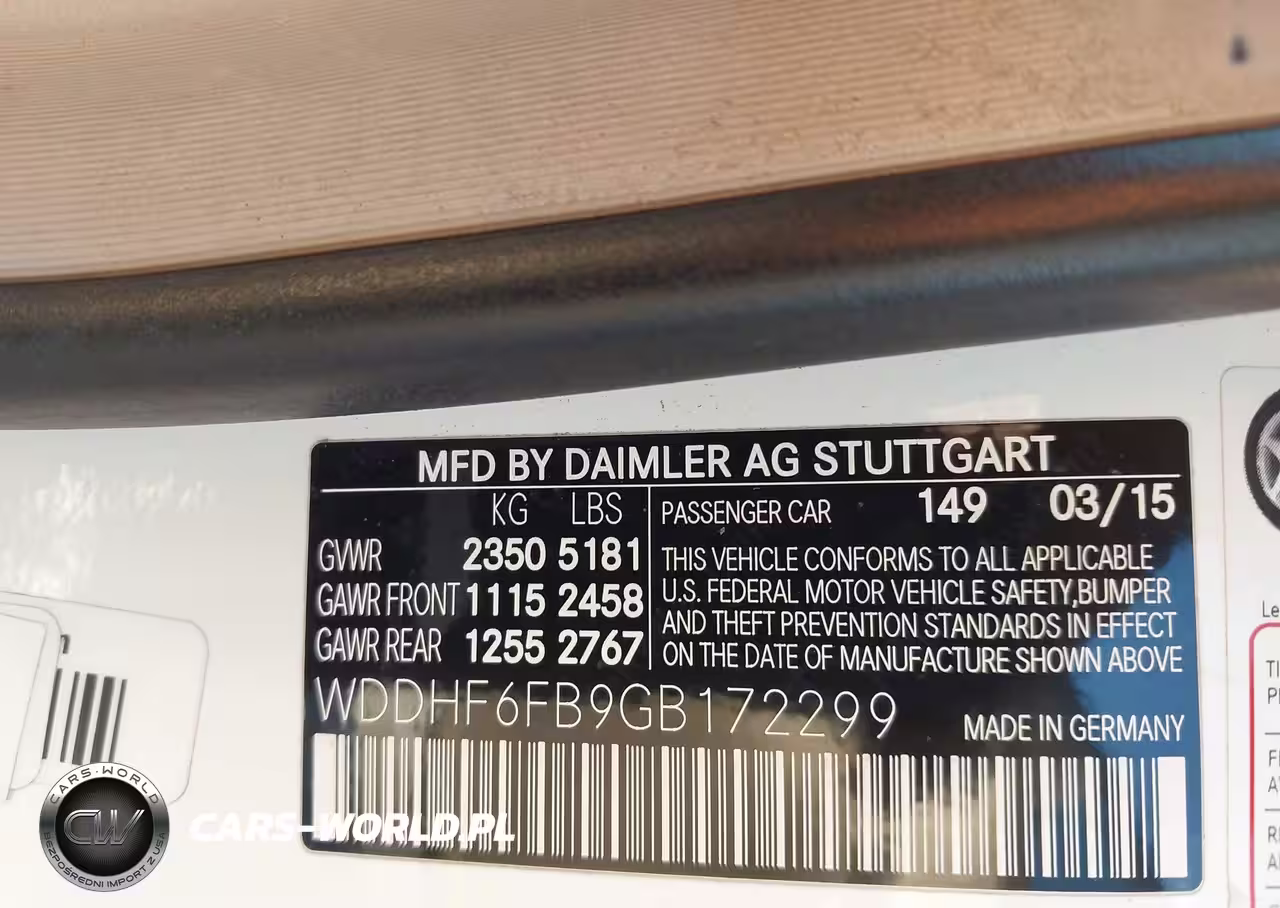 MFD BY DAIMLER AG STUTTGART
KG LBS
GVWR 2350 5181
GAWR FRONT 1115 2458
GAWR REAR 1255 2767
PASSENGER CAR 149 03/15
THIS VEHICLE CONFORMS TO ALL APPLICABLE
U.S. FEDERAL MOTOR VEHICLE SAFETY,BUMPER
AND THEFT PREVENTION STANDARDS IN EFFECT
ON THE DATE OF MANUFACTURE SHOWN ABOVE
WDDHF6FB9GB172299
MADE IN GERMANY
CARS-WORLD
CW
BEZPOŚREDNI IMPORT Z USA
CARS-WORLD.PL